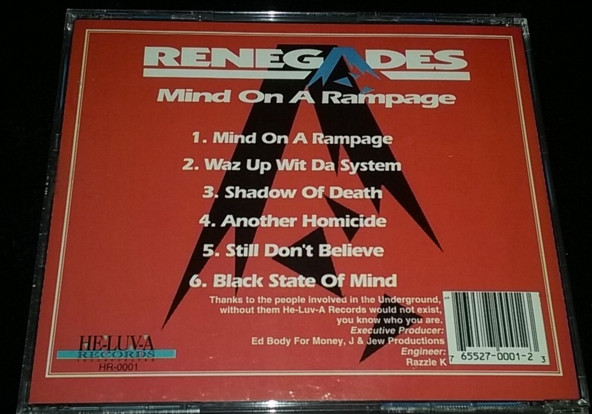 RENEGADES
Mind On A Rampage
1. Mind On A Rampage
2. Waz Up Wit Da System
3. Shadow Of Death
4. Another Homicide
5. Still Don't Believe
6. Black State Of Mind
Thanks to the people involved in the Underground,
without them He-Luv-A Records would not exist,
you know who you are.
Executive Producer:
Ed Body For Money, J & Jew Productions
Engineer:
Razzle K
HE-LUV-A
RECORDS
HR-0001
7 65527-0001-2 3